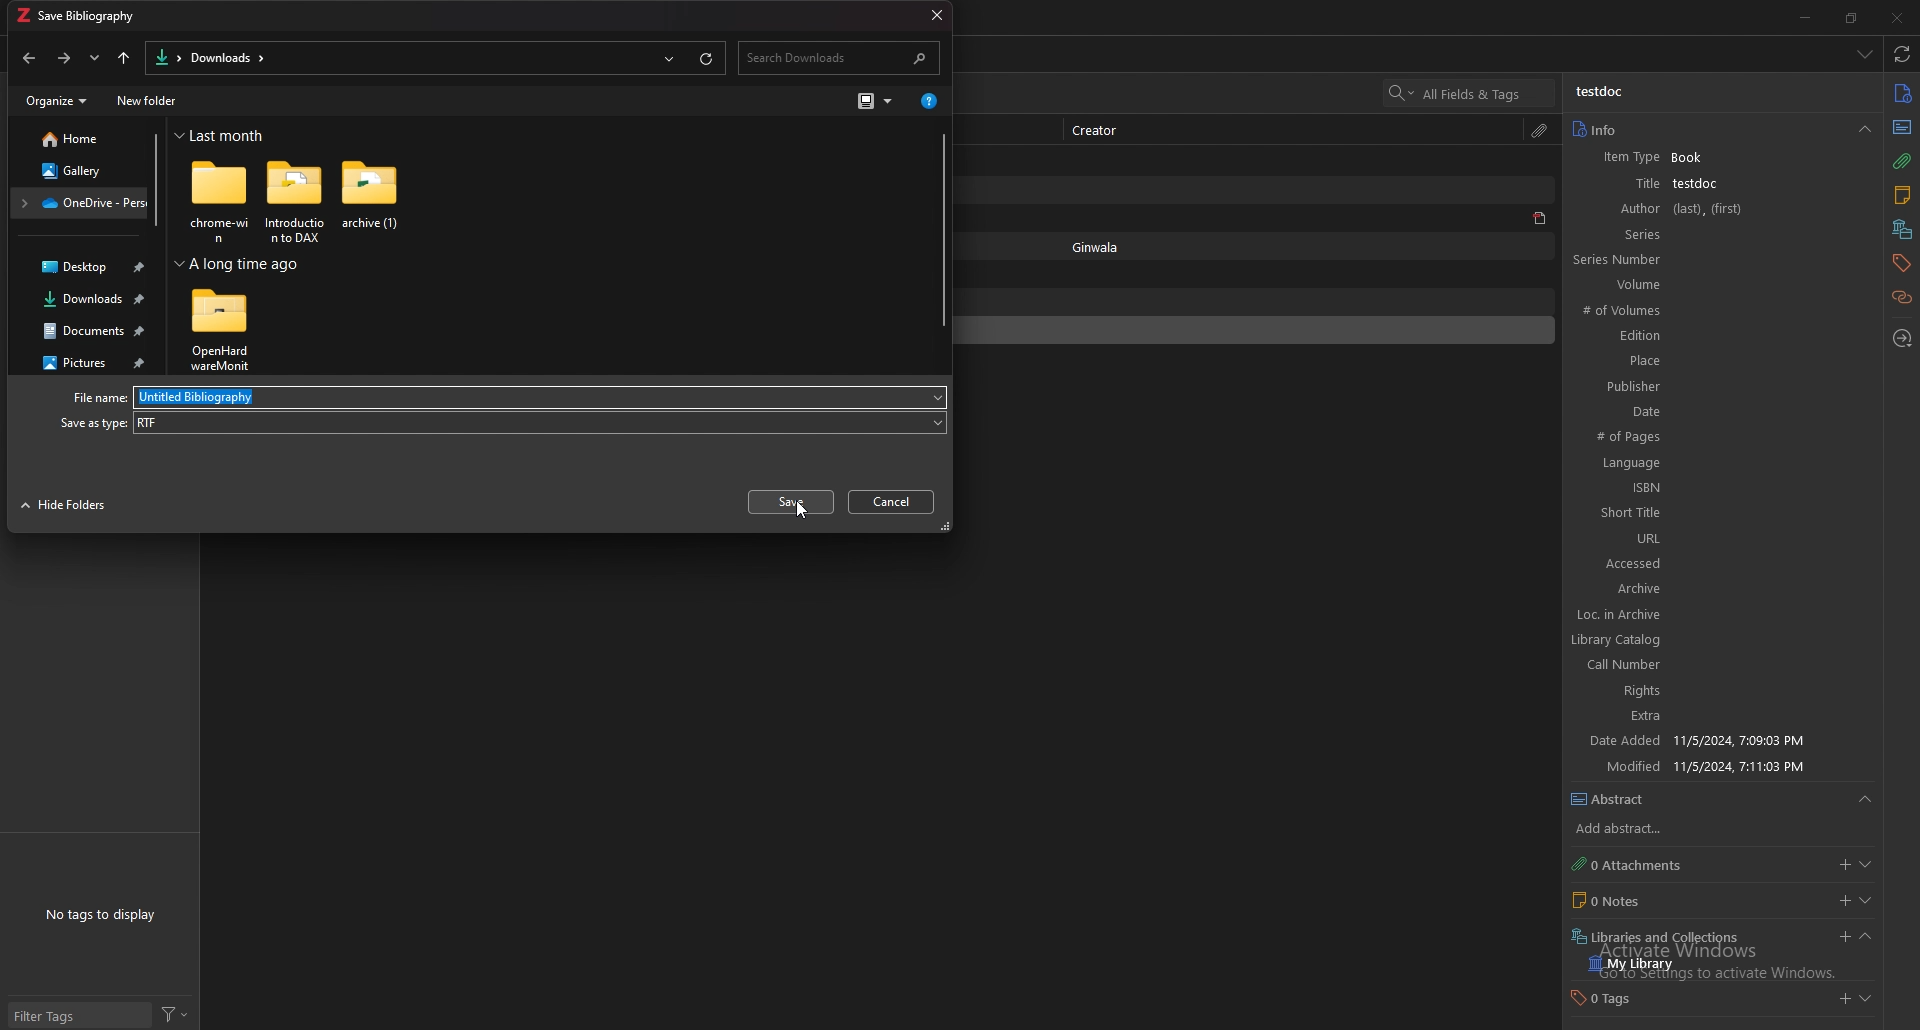 Save Bibliography
Downloads
Search Downloads
Organize
New folder
Home
Gallery
OneDrive - Pers
Desktop
Downloads
Documents
Pictures
Last month
chrome-wi
n
Introductio
n to DAX
archive (1)
A long time ago
OpenHard
wareMonit
File name: Untitled Bibliography
Save as type: RTF
Hide Folders
Save
Cancel
No tags to display
Filter Tags
All Fields & Tags
Creator
Ginwala
testdoc
Info
Item Type Book
Title testdoc
Author (last), (first)
Series
Series Number
Volume
# of Volumes
Edition
Place
Publisher
Date
# of Pages
Language
ISBN
Short Title
URL
Accessed
Archive
Loc. in Archive
Library Catalog
Call Number
Rights
Extra
Date Added 11/5/2024, 7:09:03 PM
Modified 11/5/2024, 7:11:03 PM
Abstract
Add abstract...
0 Attachments
0 Notes
Libraries and Collections
Activate Windows
My Library
Go to Settings to activate Windows.
0 Tags